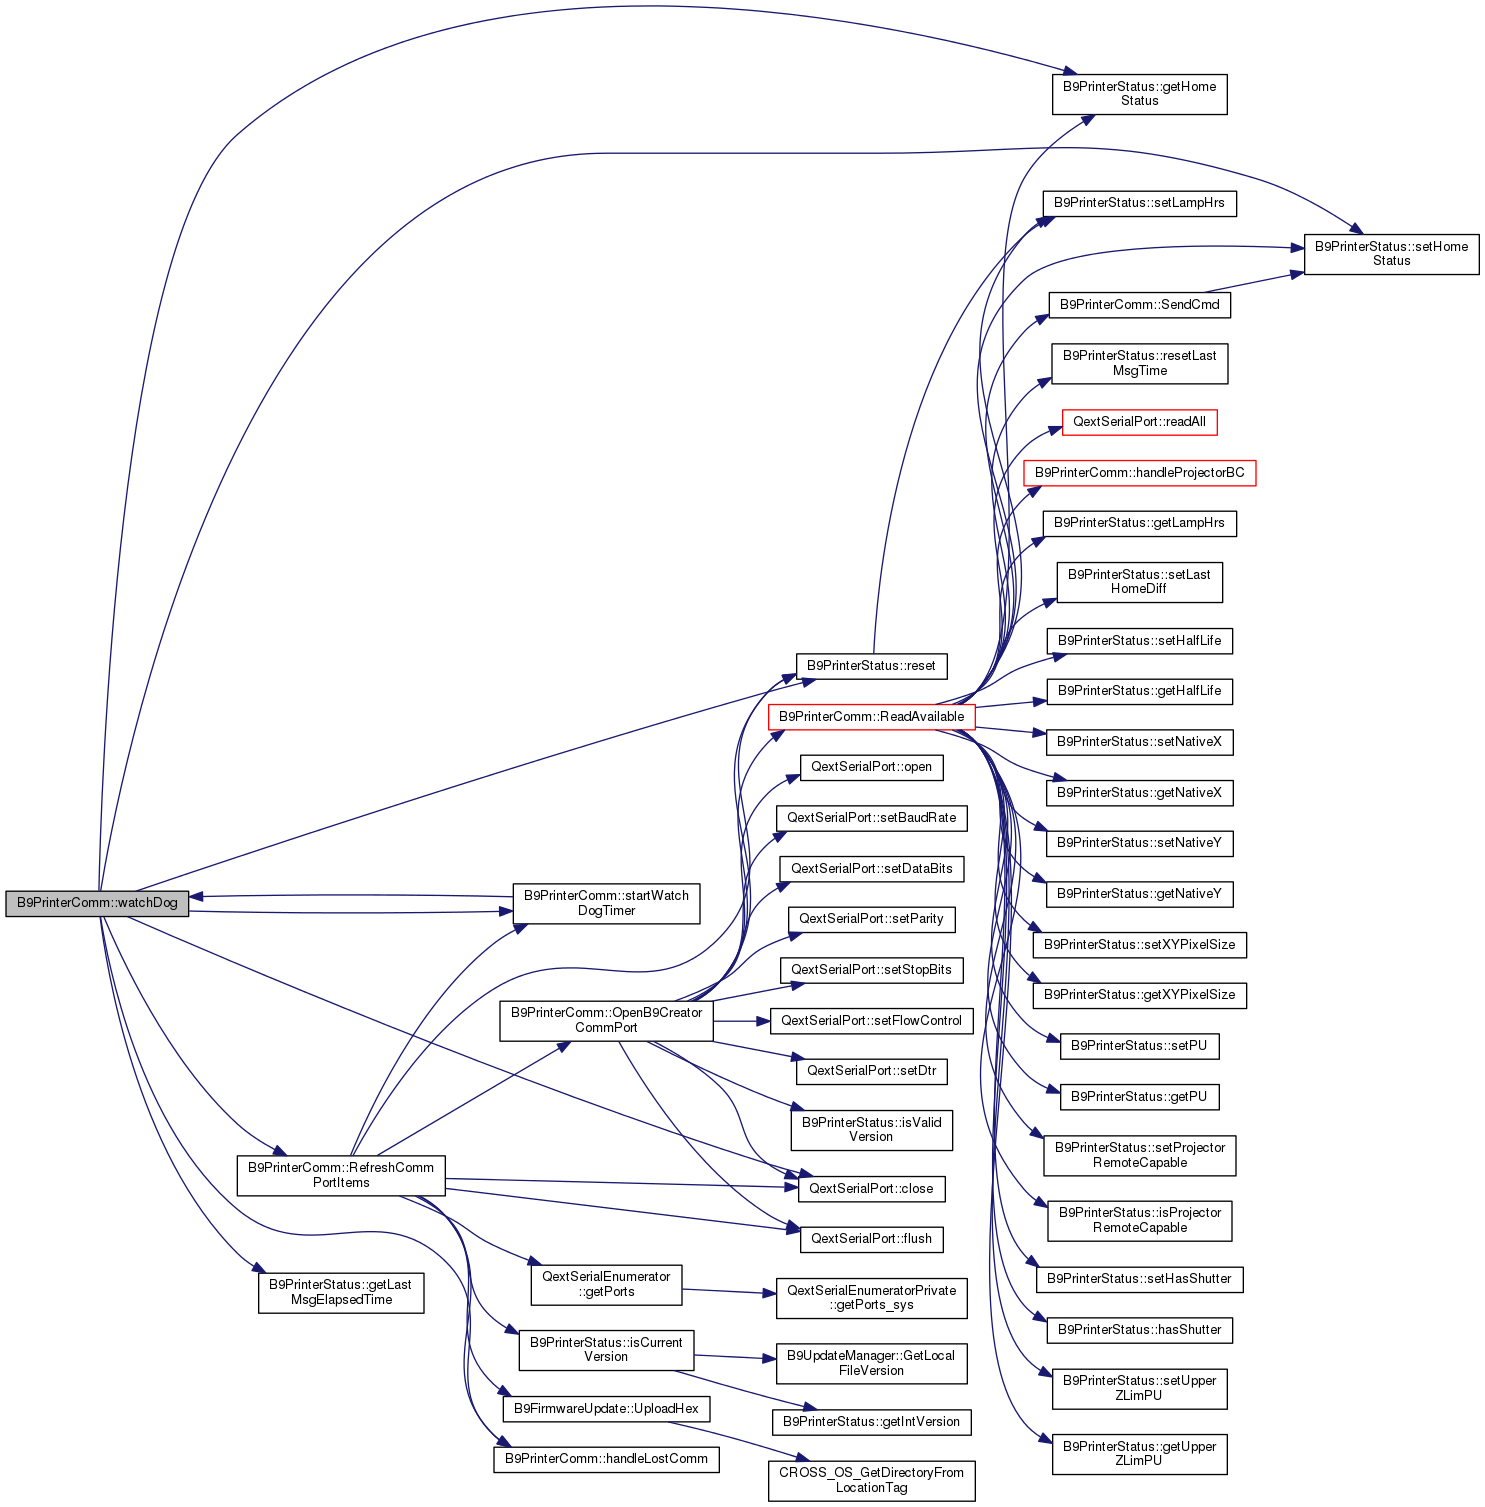 B9PrinterStatus::getHome
Status
B9PrinterStatus::setLampHrs
B9PrinterStatus::setHome
Status
B9PrinterComm::SendCmd
B9PrinterStatus::resetLast
MsgTime
QextSerialPort::readAll
B9PrinterComm::handleProjectorBC
B9PrinterStatus::getLampHrs
B9PrinterStatus::setLast
HomeDiff
B9PrinterStatus::setHalfLife
B9PrinterStatus::reset
B9PrinterStatus::getHalfLife
B9PrinterComm::ReadAvailable
B9PrinterStatus::setNativeX
QextSerialPort::open
B9PrinterStatus::getNativeX
QextSerialPort::setBaudRate
B9PrinterStatus::setNativeY
QextSerialPort::setDataBits
B9PrinterStatus::getNativeY
B9PrinterComm::watchDog
B9PrinterComm::startWatch
DogTimer
QextSerialPort::setParity
B9PrinterStatus::setXYPixelSize
QextSerialPort::setStopBits
B9PrinterStatus::getXYPixelSize
B9PrinterComm::OpenB9Creator
CommPort
QextSerialPort::setFlowControl
B9PrinterStatus::setPU
QextSerialPort::setDtr
B9PrinterStatus::getPU
B9PrinterStatus::isValid
Version
B9PrinterStatus::setProjector
RemoteCapable
B9PrinterComm::RefreshComm
PortItems
QextSerialPort::close
B9PrinterStatus::isProjector
RemoteCapable
QextSerialPort::flush
B9PrinterStatus::getLast
MsgElapsedTime
QextSerialEnumerator
::getPorts
QextSerialEnumeratorPrivate
::getPorts_sys
B9PrinterStatus::setHasShutter
B9PrinterStatus::hasShutter
B9PrinterStatus::isCurrent
Version
B9UpdateManager::GetLocal
FileVersion
B9PrinterStatus::setUpper
ZLimPU
B9FirmwareUpdate::UploadHex
B9PrinterStatus::getIntVersion
B9PrinterStatus::getUpper
ZLimPU
B9PrinterComm::handleLostComm
CROSS_OS_GetDirectoryFrom
LocationTag